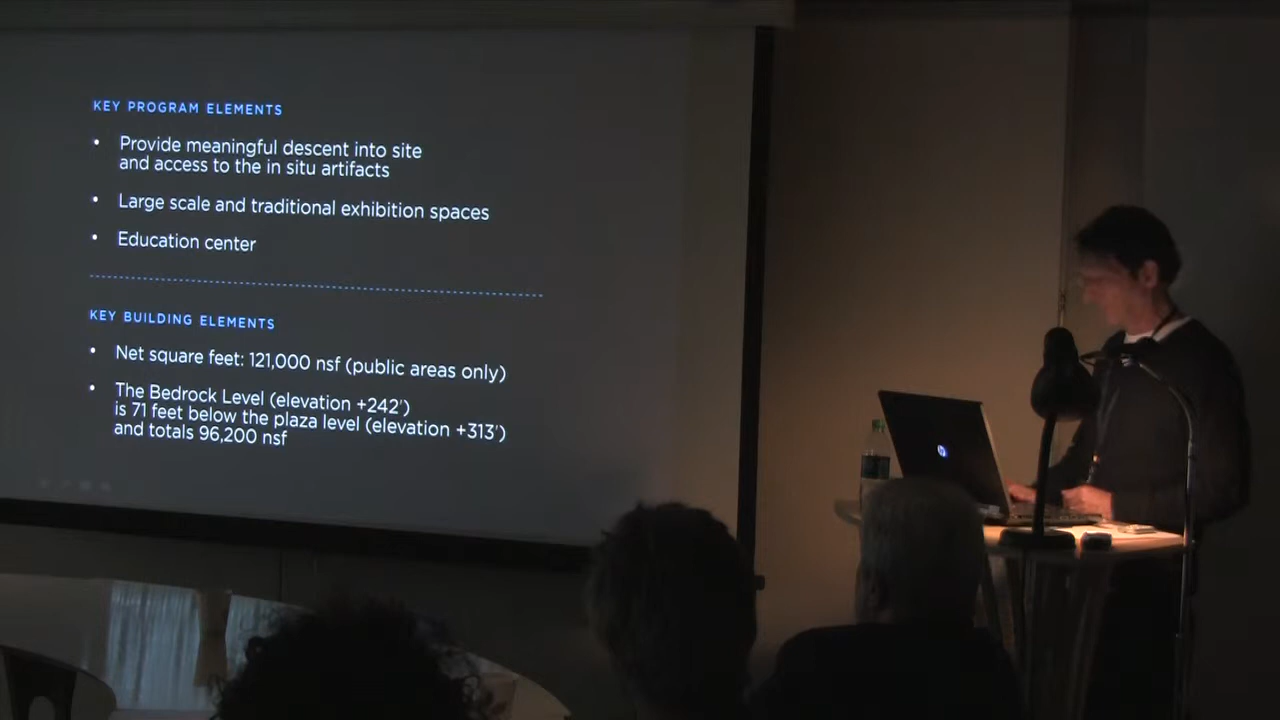 KEY PROGRAM ELEMENTS
• Provide meaningful descent into site
and access to the in situ artifacts
• Large scale and traditional exhibition spaces
• Education center
KEY BUILDING ELEMENTS
• Net square feet: 121,000 nsf (public areas only)
• The Bedrock Level (elevation +242')
is 71 feet below the plaza level (elevation +313')
and totals 96,200 nsf
hp